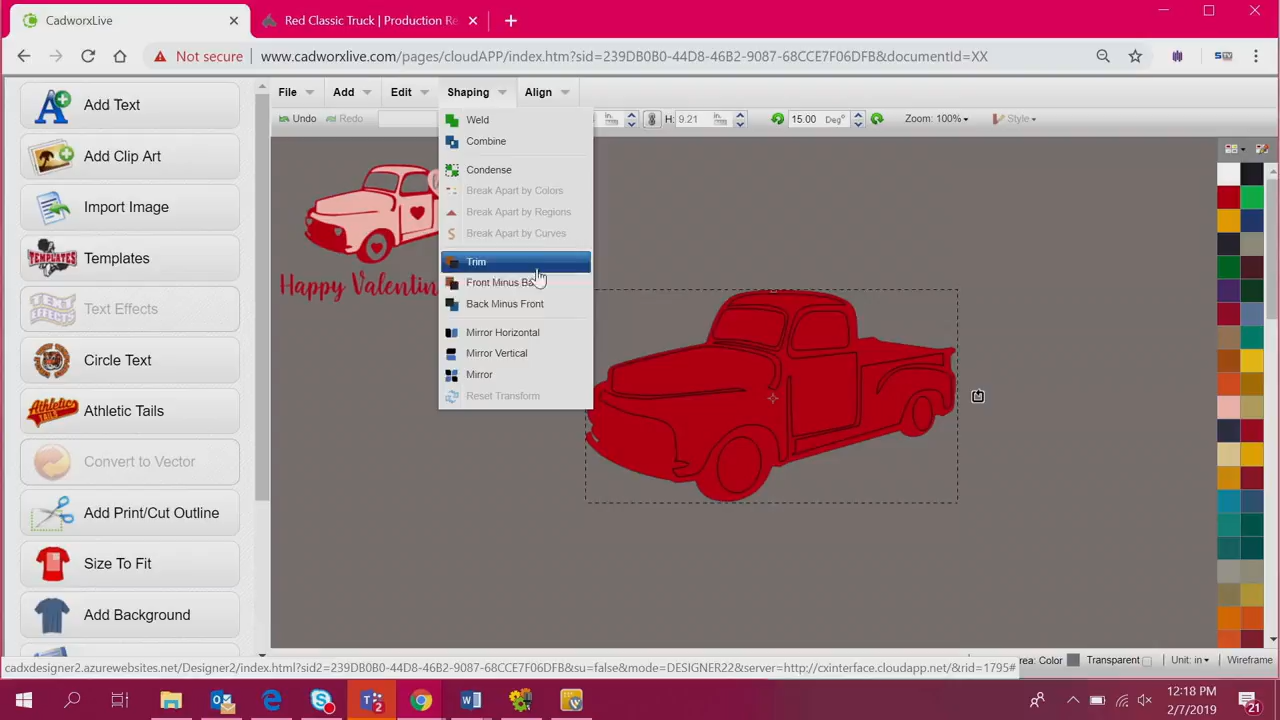 CadworxLive
Red Classic Truck | Production Re
Not secure
www.cadworxlive.com/pages/cloudAPP/index.htm?sid=239DB0B0-44D8-46B2-9087-68CCE7F06DFB&documentId=XX
File
Add
Edit
Shaping
Align
Undo
Redo
in.
H: 9.21
in.
15.00
Deg°
Zoom: 100%
Style
Add Text
Add Clip Art
Import Image
TEMPLATES
Templates
Text Effects
Circle Text
Athletic Tails
Convert to Vector
Add Print/Cut Outline
Size To Fit
Add Background
Weld
Combine
Condense
Break Apart by Colors
Break Apart by Regions
Break Apart by Curves
Trim
Front Minus
Back Minus Front
Mirror Horizontal
Mirror Vertical
Mirror
Reset Transform
Happy
cadxdesigner2.azurewebsites.net/Designer2/index.html?sid2=239DB0B0-44D8-46B2-9087-68CCE7F06DFB&su=false&mode=DESIGNER22&server=http://cxinterface.cloudapp.net/&rid=1795#
Color
Transparent
Unit: in
Wireframe
12:18 PM
2/7/2019
21